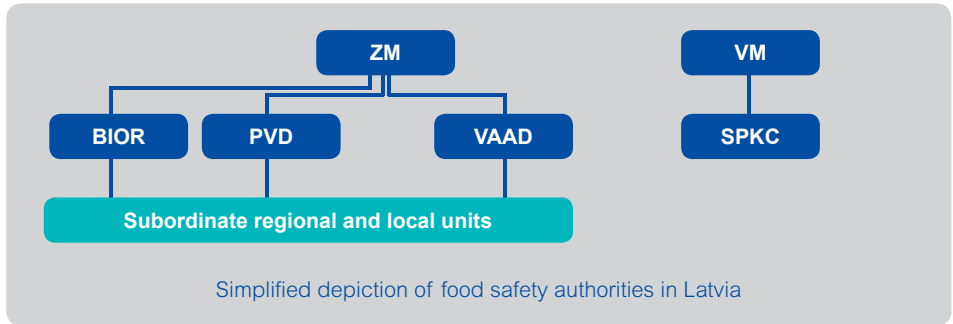 ZM
VM
BIOR
PVD
VAAD
SPKC
Subordinate regional and local units
Simplified depiction of food safety authorities in Latvia